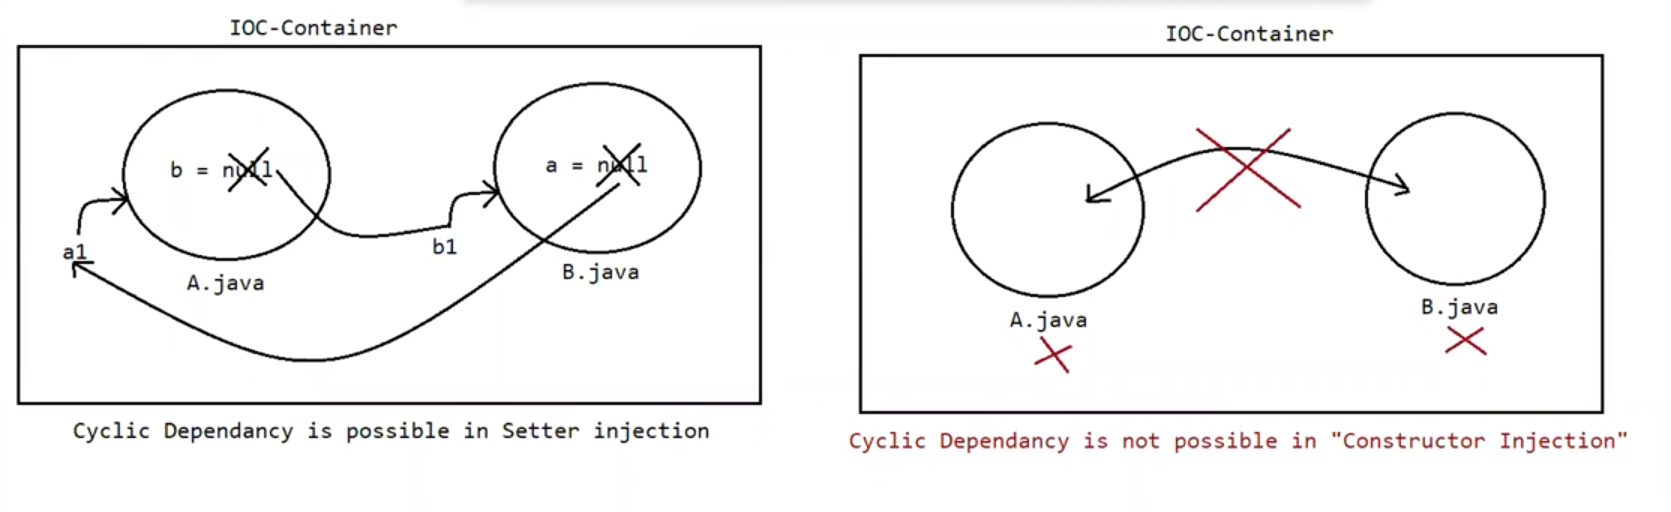 IOC-Container
b = null
a = null
a1
b1
A.java
B.java
Cyclic Dependancy is possible in Setter injection
IOC-Container
A.java
B.java
Cyclic Dependancy is not possible in "Constructor Injection"